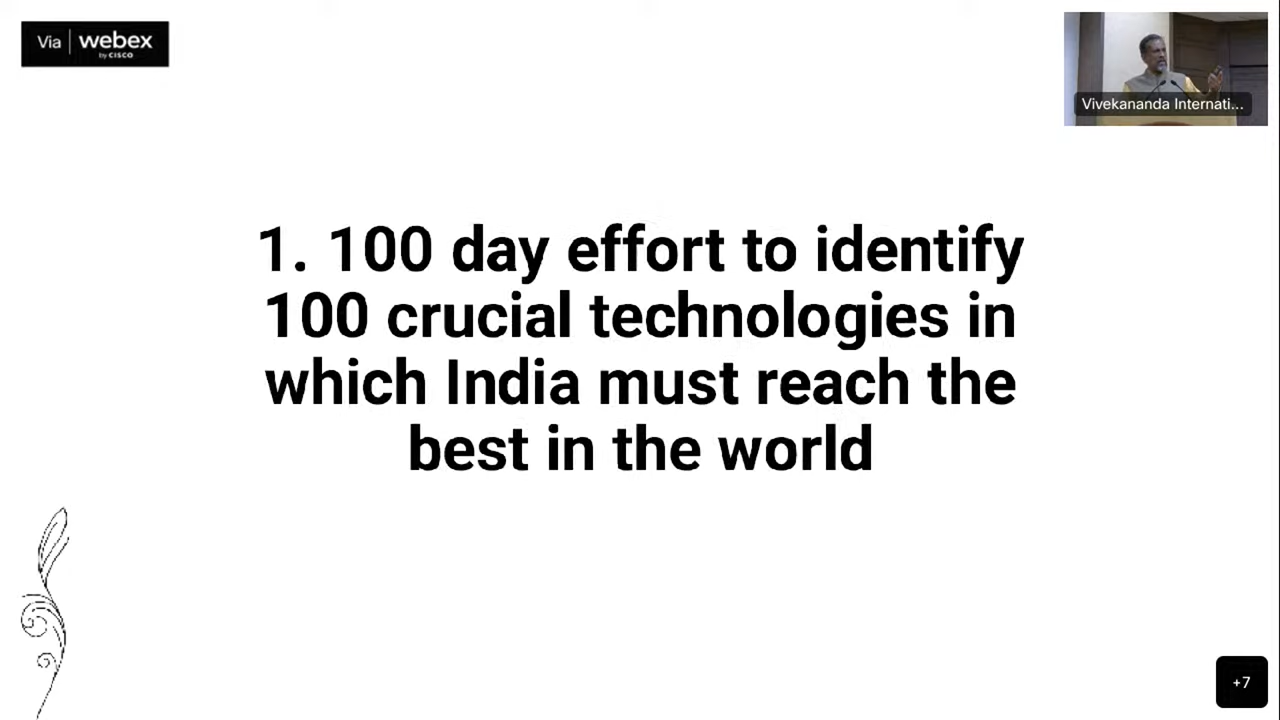 Via | webex
by CISCO
Vivekananda Internati...
1. 100 day effort to identify
100 crucial technologies in
which India must reach the
best in the world
+7